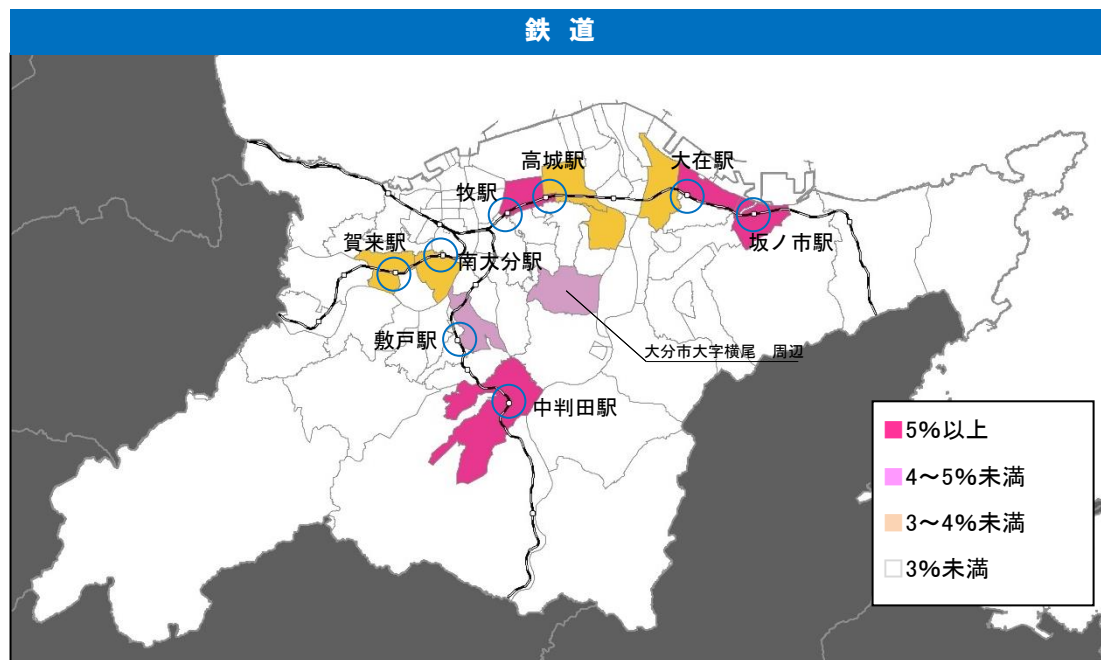 鉄 道
高城駅
大在駅
牧駅
賀来駅
南大分駅
坂ノ市駅
敷戸駅
大分市大字横尾 周辺
中判田駅
5%以上
4～5%未満
3～4%未満
3%未満